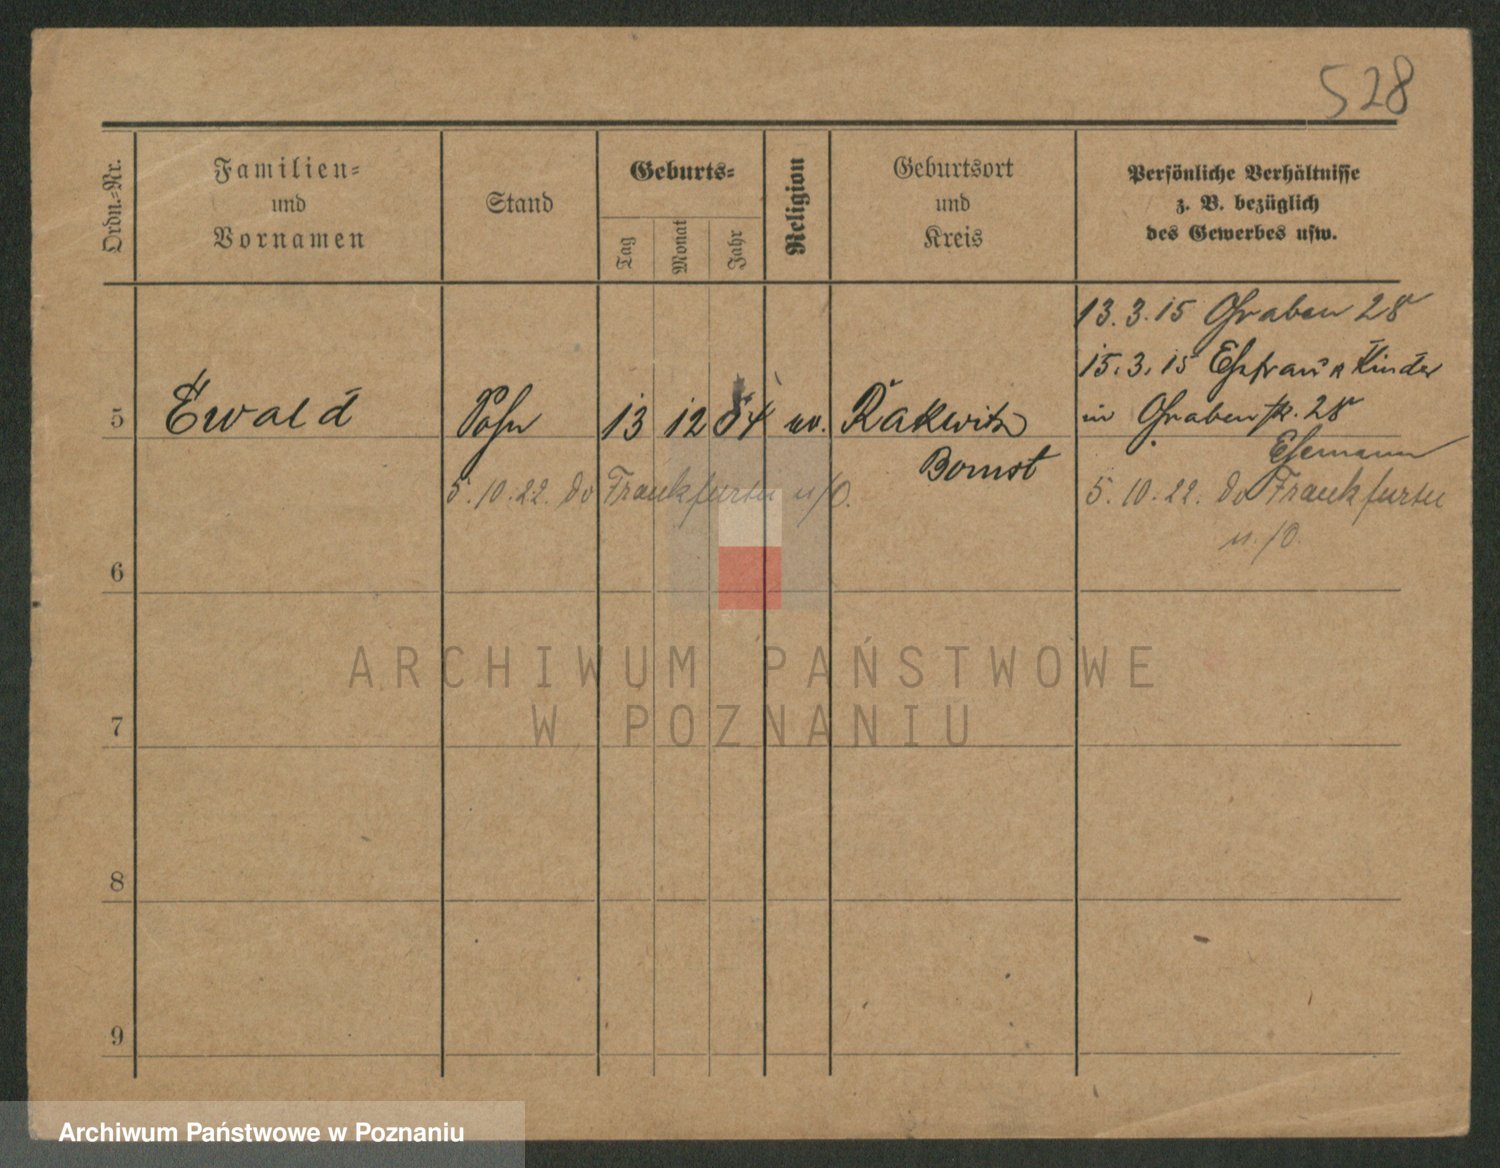 528
Ordn.-Nr.
Familien-
und
Vornamen
Stand
Geburts-
Tag
Monat
Jahr
Religion
Geburtsort
und
Kreis
Persönliche Verhältnisse
z. B. bezüglich
des Gewerbes usw.
13. 3. 15 Graben 28
15. 3. 15 Ehefrau Kinder
in Grabenstr. 28
5 Ewald Sohn 13 12 ev. Rakwitz
Bomst
Ehemann
5. 10. 22. Frankfurt a/O.
5. 10. 22. Frankfurt
a./O.
6
7
8
9
ARCHIWUM PAŃSTWOWE
W POZNANIU
Archiwum Państwowe w Poznaniu